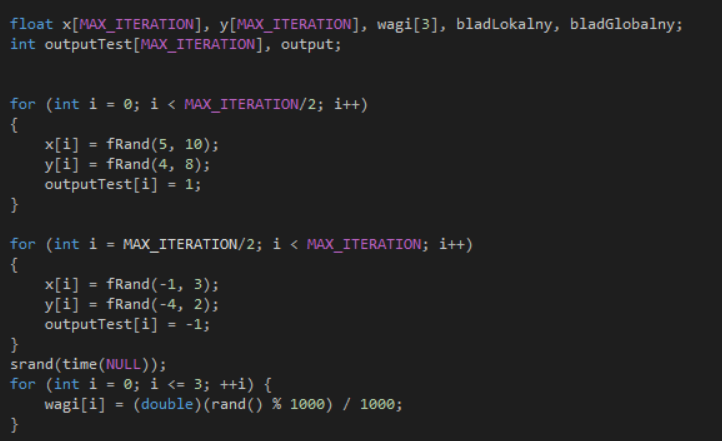 float x[MAX_ITERATION], y[MAX_ITERATION], wagi[3], bladLokalny, bladGlobalny;
int outputTest[MAX_ITERATION], output;
for (int i = 0; i < MAX_ITERATION/2; i++)
{
    x[i] = fRand(5, 10);
    y[i] = fRand(4, 8);
    outputTest[i] = 1;
}
for (int i = MAX_ITERATION/2; i < MAX_ITERATION; i++)
{
    x[i] = fRand(-1, 3);
    y[i] = fRand(-4, 2);
    outputTest[i] = -1;
}
srand(time(NULL));
for (int i = 0; i <= 3; ++i) {
    wagi[i] = (double)(rand() % 1000) / 1000;
}